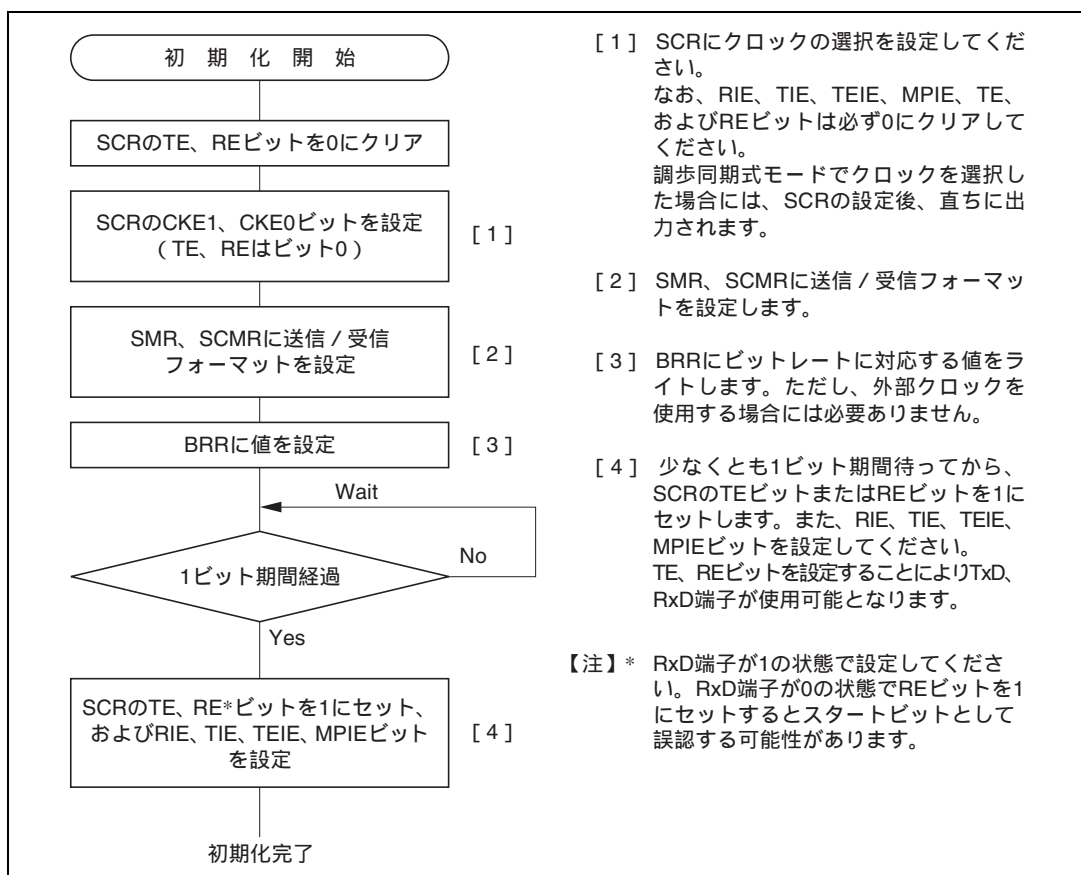 初 期 化 開 始
SCRのTE、REビットを0にクリア
SCRのCKE1、CKE0ビットを設定
( TE、REはビット0 )
[ 1 ]
SMR、SCMRに送信 / 受信
フォーマットを設定
[ 2 ]
BRRに値を設定
[ 3 ]
Wait
1ビット期間経過
No
Yes
SCRのTE、RE*ビットを1にセット、
およびRIE、TIE、TEIE、MPIEビット
を設定
[ 4 ]
初期化完了
[ 1 ] SCRにクロックの選択を設定してくだ
さい。
なお、RIE、TIE、TEIE、MPIE、TE、
およびREビットは必ず0にクリアして
ください。
調歩同期式モードでクロックを選択し
た場合には、SCRの設定後、直ちに出
力されます。
[ 2 ] SMR、SCMRに送信 / 受信フォーマッ
トを設定します。
[ 3 ] BRRにビットレートに対応する値をラ
イトします。ただし、外部クロックを
使用する場合には必要ありません。
[ 4 ] 少なくとも1ビット期間待ってから、
SCRのTEビットまたはREビットを1に
セットします。また、RIE、TIE、TEIE、
MPIEビットを設定してください。
TE、REビットを設定することによりTxD、
RxD端子が使用可能となります。
【注】* RxD端子が1の状態で設定してくださ
い。RxD端子が0の状態でREビットを1
にセットするとスタートビットとして
誤認する可能性があります。